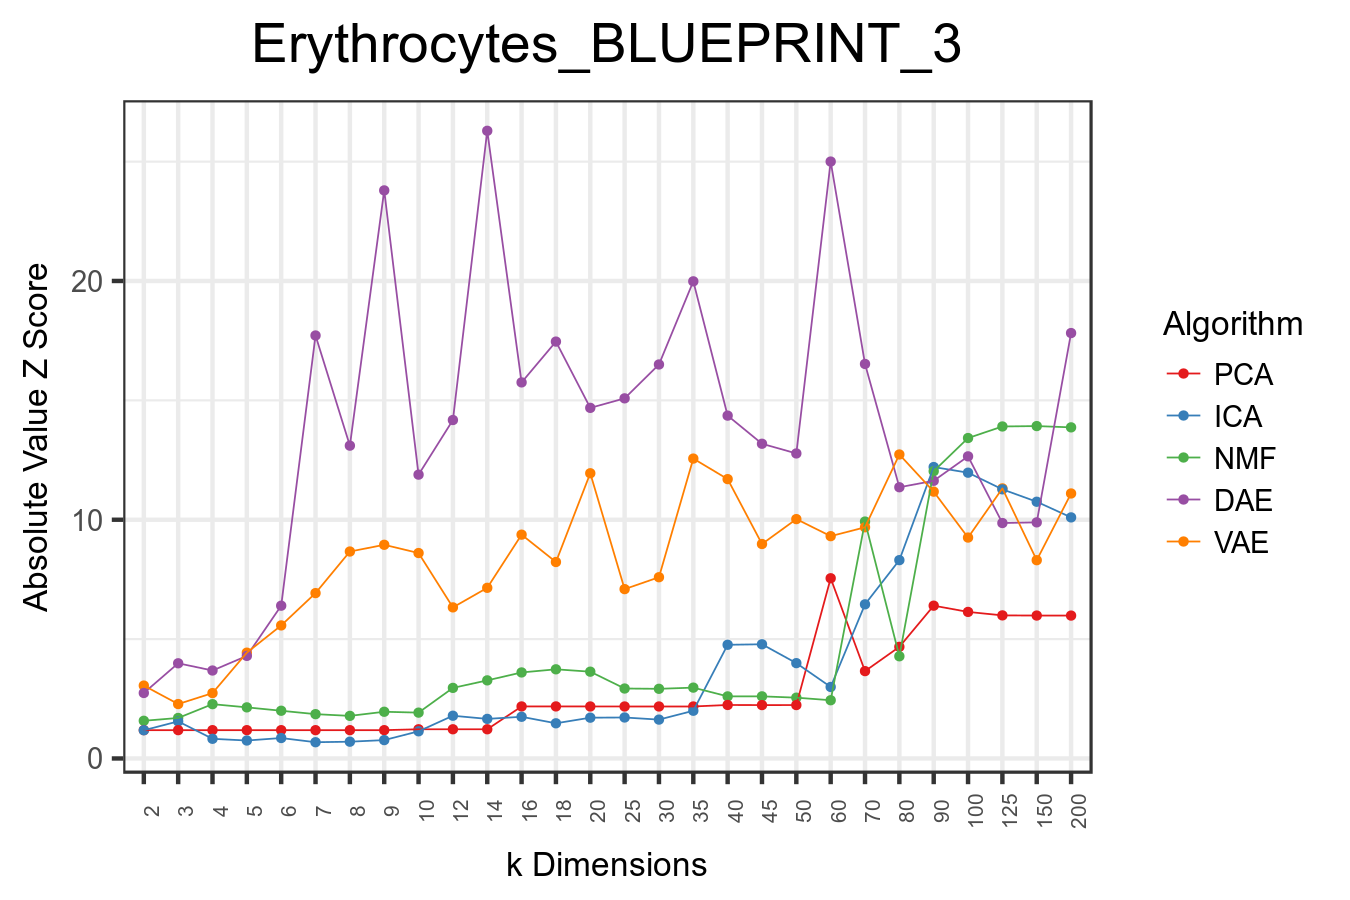 Erythrocytes_BLUEPRINT_3
Absolute Value Z Score
20
10
0
2 3 4 5 6 7 8 9 10 12 14 16 18 20 25 30 35 40 45 50 60 70 80 90 100 125 150 200
k Dimensions
Algorithm
PCA
ICA
NMF
DAE
VAE